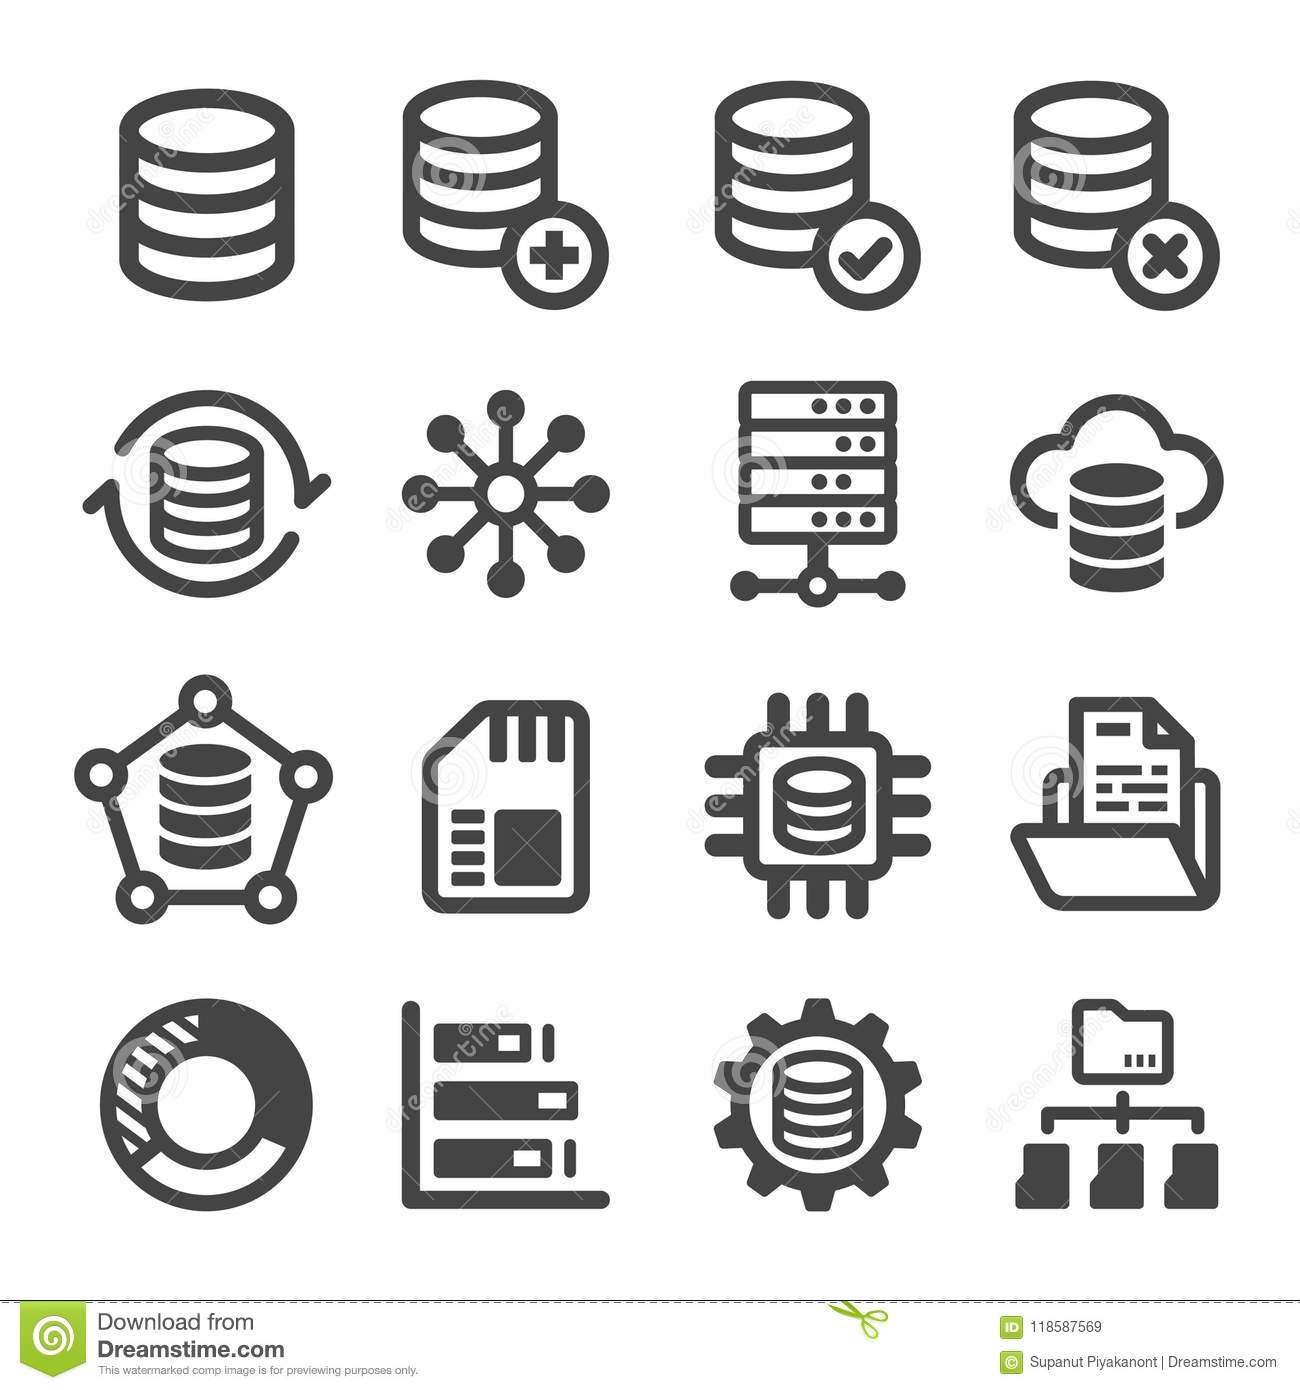 Download from
Dreamstime.com
This watermarked comp image is for previewing purposes only.
ID 118587569
© Supanut Piyakanont | Dreamstime.com